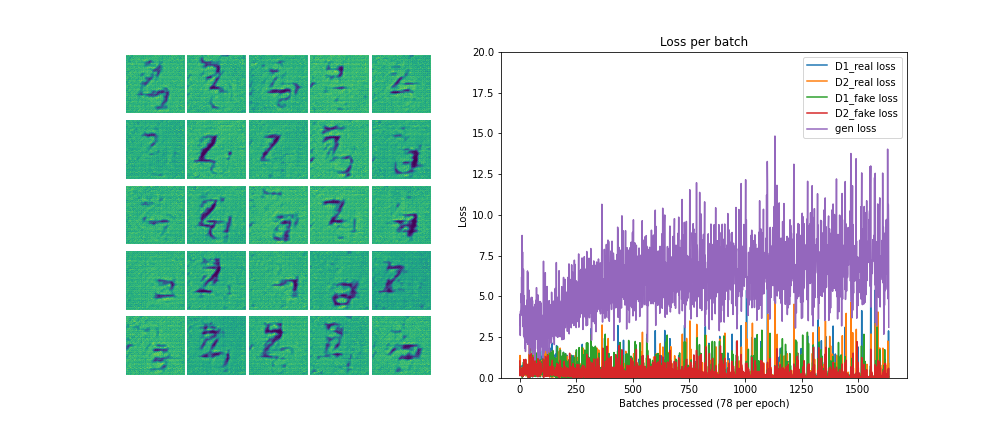 Loss per batch
20.0
17.5
15.0
12.5
10.0
7.5
5.0
2.5
0.0
Loss
D1_real loss
D2_real loss
D1_fake loss
D2_fake loss
gen loss
0 250 500 750 1000 1250 1500
Batches processed (78 per epoch)